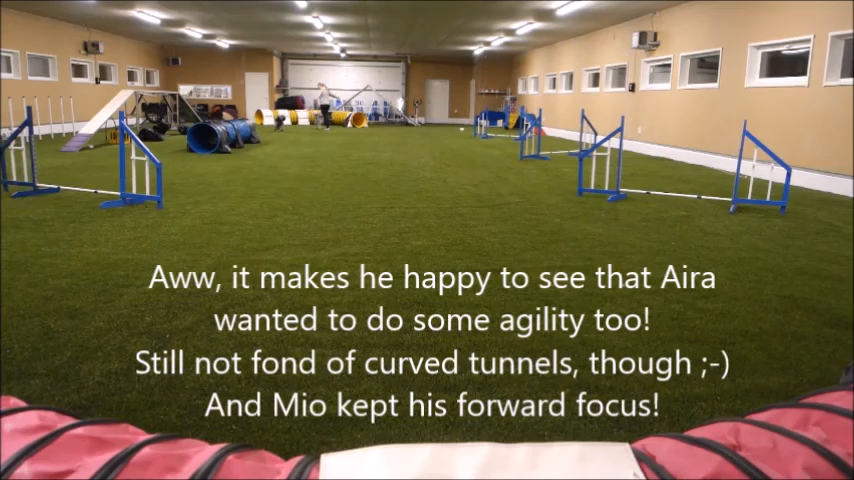 Aww, it makes he happy to see that Aira
wanted to do some agility too!
Still not fond of curved tunnels, though ;-)
And Mio kept his forward focus!